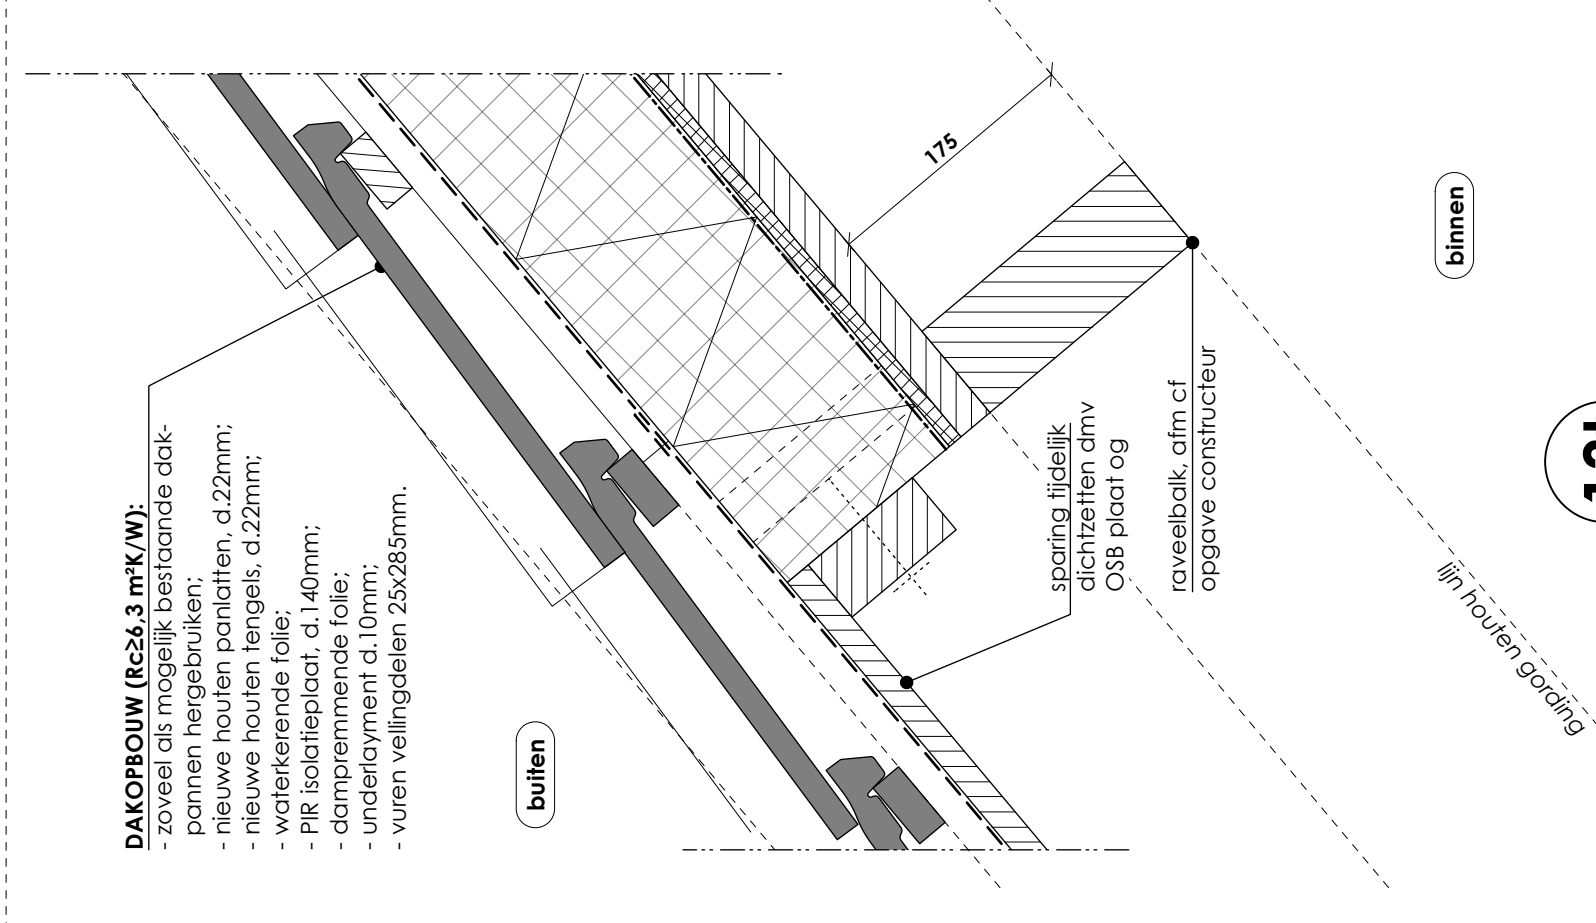 DAKOPBOUW (Rc≥6,3 m²K/W):
- zoveel als mogelijk bestaande dak-
pannen hergebruiken;
- nieuwe houten panlatten, d.22mm;
- nieuwe houten tengels, d.22mm;
- waterkerende folie;
- PIR isolatieplaat, d.140mm;
- dampremmende folie;
- underlayment d.10mm;
- vuren vellingdelen 25x285mm.
buiten
175
sparing tijdelijk
dichtzetten dmv
OSB plaat og
raveelbalk, afm cf
opgave constructeur
binnen
lijn houten gording